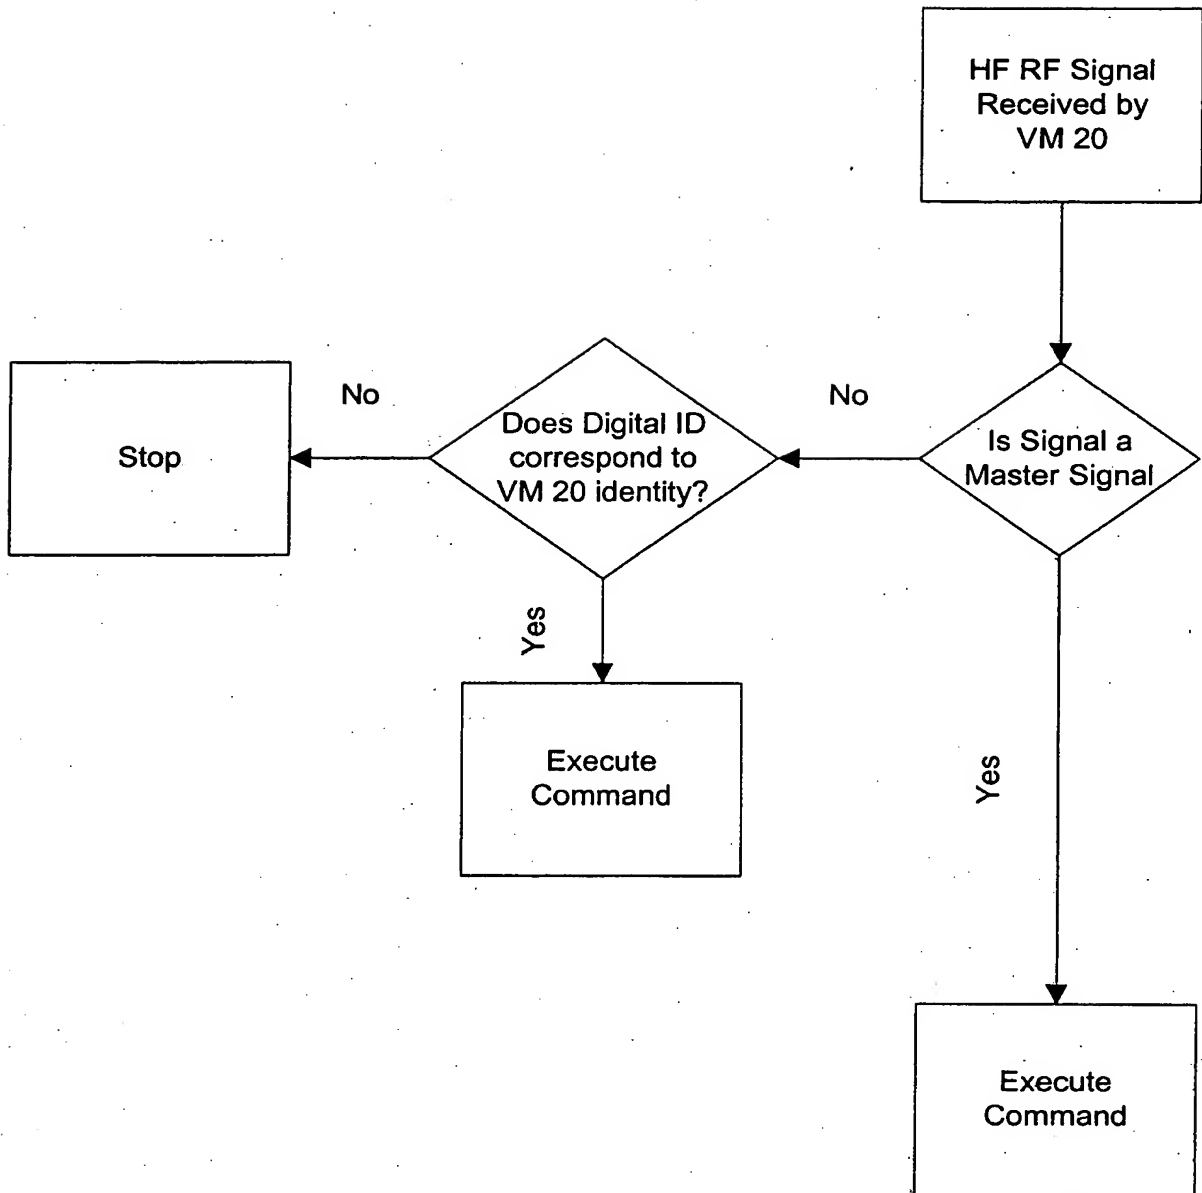 HF RF Signal
Received by
VM 20
Is Signal a
Master Signal
No
Does Digital ID
correspond to
VM 20 identity?
No
Stop
Yes
Execute
Command
Yes
Execute
Command